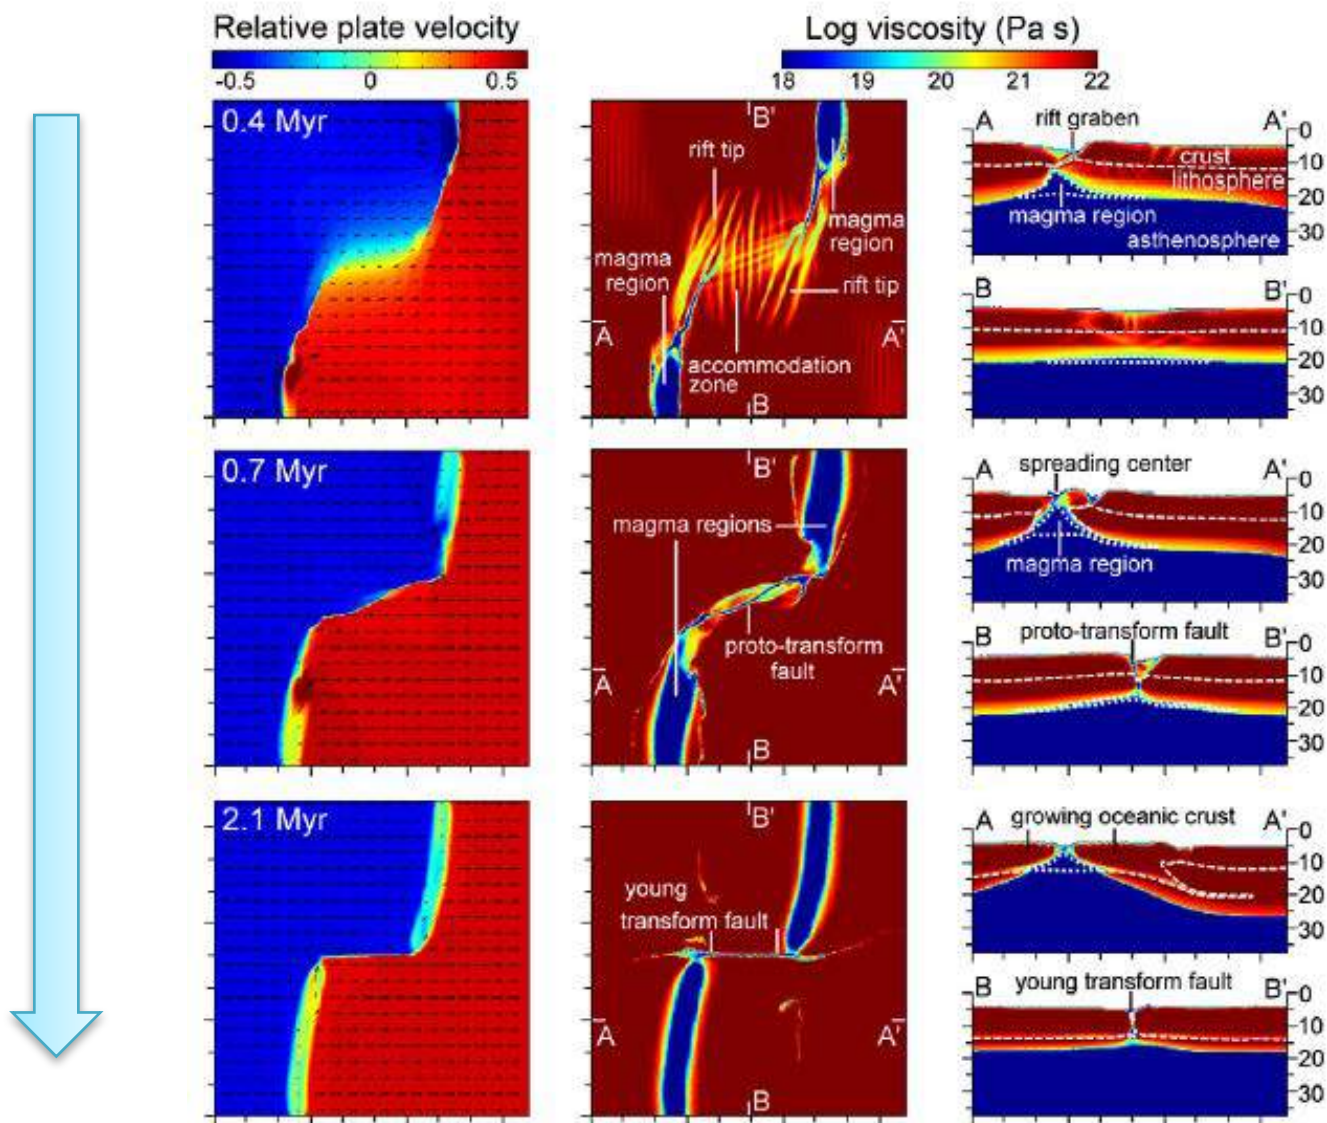 Relative plate velocity
-0.5 0 0.5
Log viscosity (Pa s)
18 19 20 21 22
0.4 Myr
B'
rift tip
magma
region
magma
region
rift tip
A A'
accommodation
zone
B
A A'
rift graben
crust
lithosphere
magma region
asthenosphere
0
10
20
30
B B'
0
10
20
30
0.7 Myr
B'
magma regions
proto-transform
fault
A A'
B
A A'
spreading center
magma region
0
10
20
30
B B'
proto-transform fault
0
10
20
30
2.1 Myr
B'
young
transform fault
A A'
B
A A'
growing oceanic crust
0
10
20
30
B B'
young transform fault
0
10
20
30